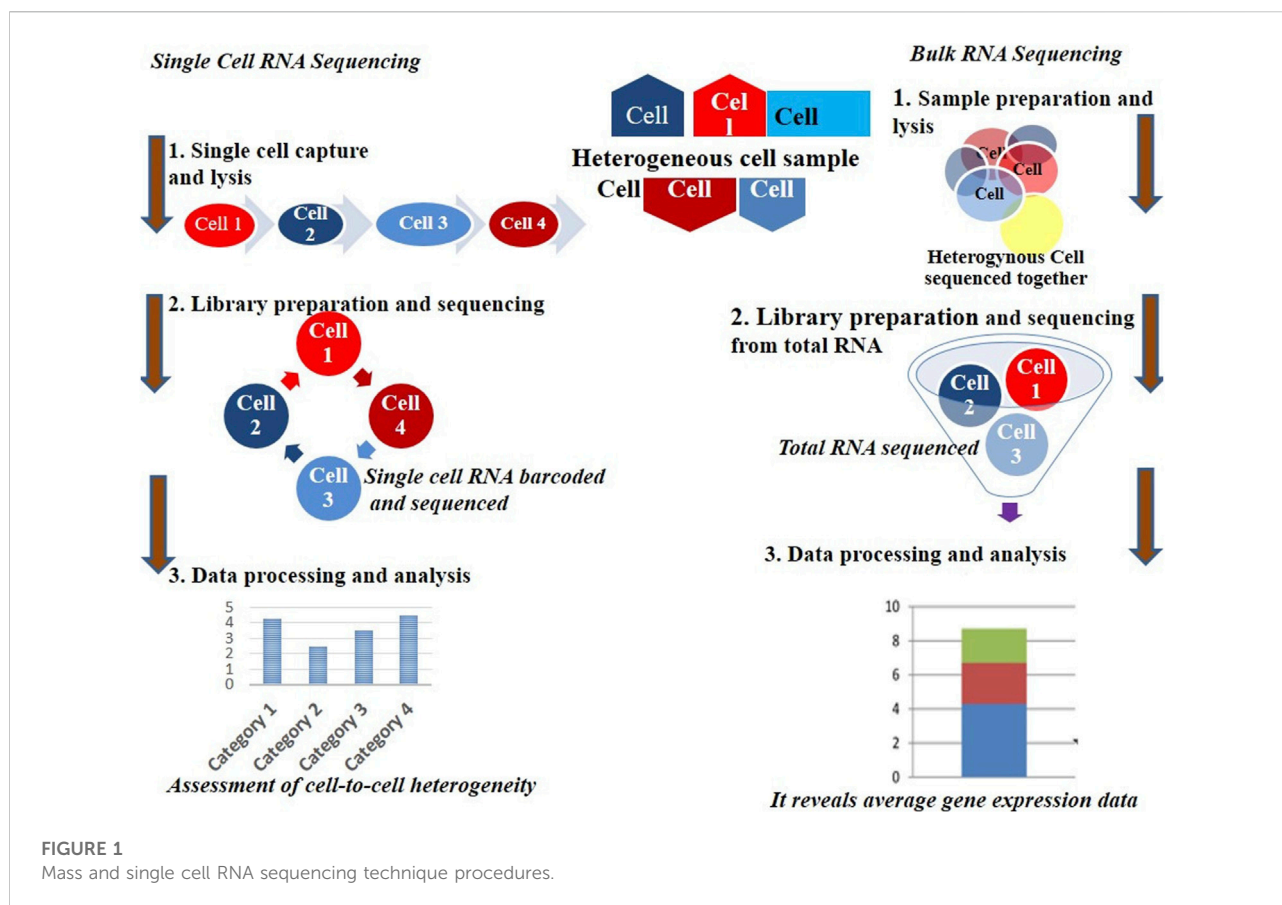 Single Cell RNA Sequencing
1. Single cell capture
and lysis
Cell 1
Cell
2
Cell 3
Cell 4
2. Library preparation and sequencing
Cell
1
Cell
2
Cell
4
Cell
3
Single cell RNA barcoded
and sequenced
3. Data processing and analysis
5
4
3
2
1
0
Category 1
Category 2
Category 3
Category 4
Assessment of cell-to-cell heterogeneity
Cell
Cel
l
Cell
Heterogeneous cell sample
Cell
Cell
Cell
Bulk RNA Sequencing
1. Sample preparation and
lysis
Cell
Cell
Cell
Heterogynous Cell
sequenced together
2. Library preparation and sequencing
from total RNA
Cell
2
Cell
1
Cell
3
Total RNA sequenced
3. Data processing and analysis
10
8
6
4
2
0
It reveals average gene expression data
FIGURE 1
Mass and single cell RNA sequencing technique procedures.